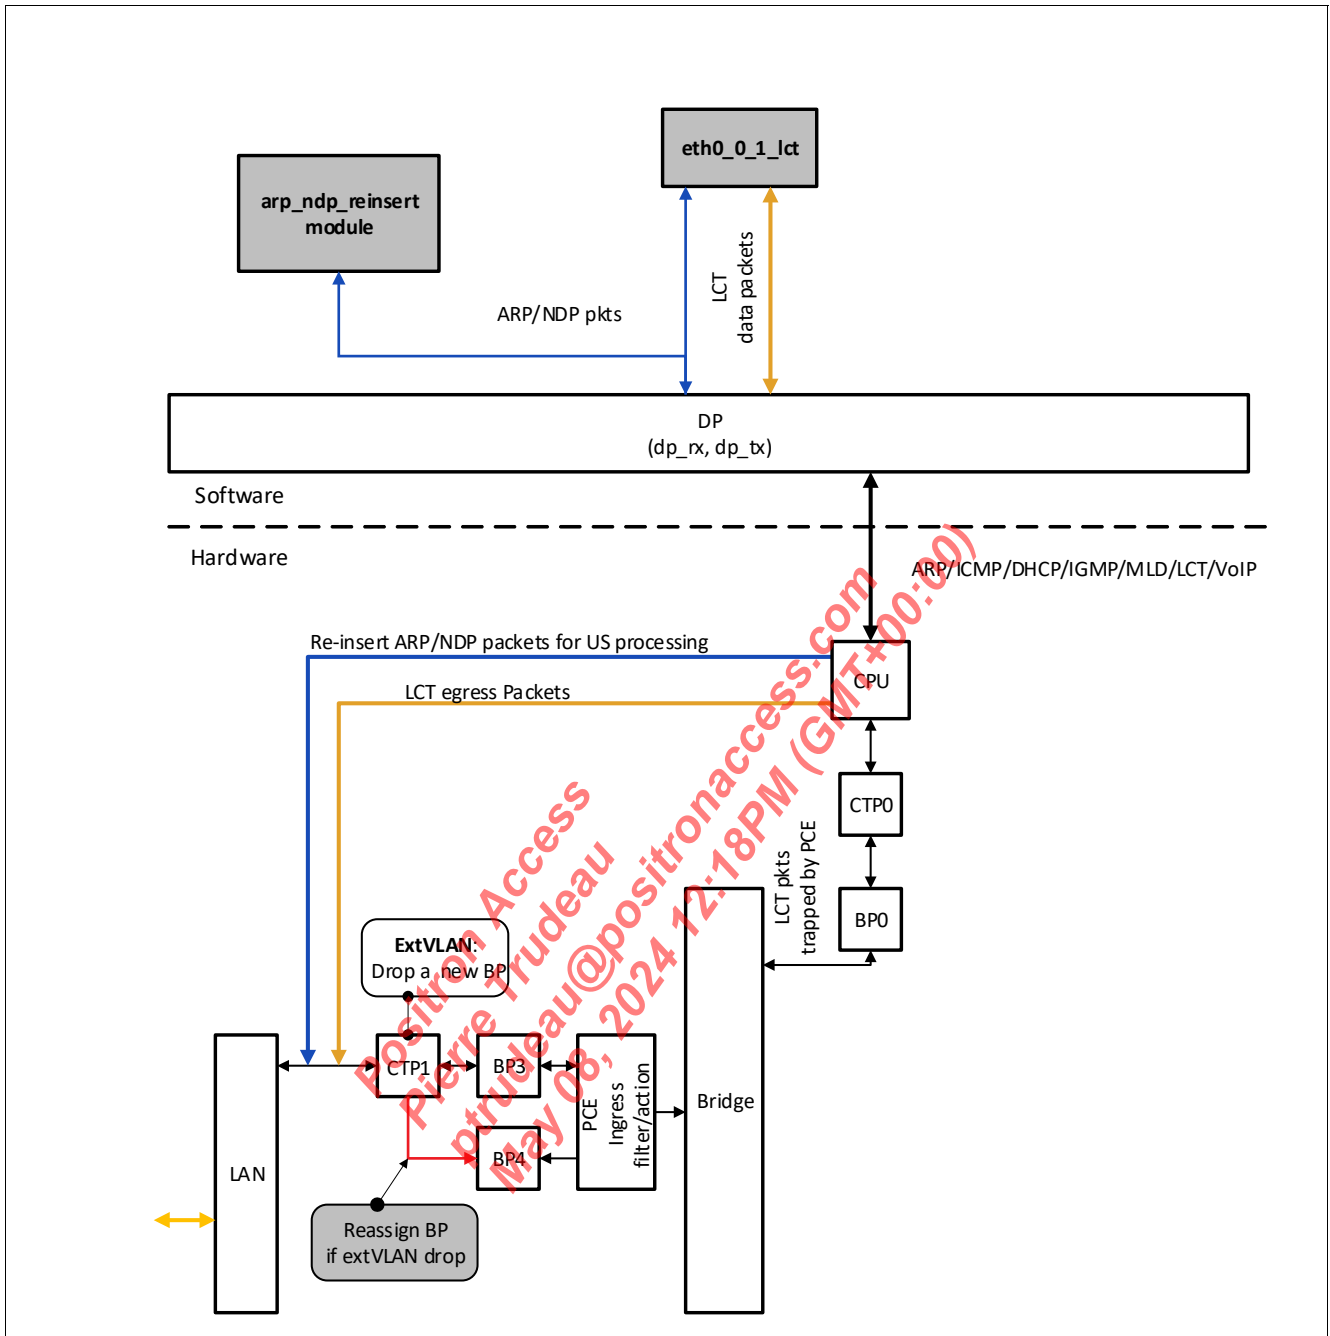 eth0_0_1_lct
arp_ndp_reinsert
module
LCT
data packets
ARP/NDP pkts
DP
(dp_rx, dp_tx)
Software
Hardware
ARP/ICMP/DHCP/IGMP/MLD/LCT/VoIP
Re-insert ARP/NDP packets for US processing
CPU
LCT egress Packets
CTP0
LCT pkts
trapped by PCE
BP0
ExtVLAN:
Drop a new BP
CTP1
BP3
PCE
Ingress
filter/action
Bridge
BP4
LAN
Reassign BP
if extVLAN drop
Positron Access
Pierre Trudeau
ptrudeau@positronaccess.com
May 08, 2024 12:18PM (GMT+00:00)